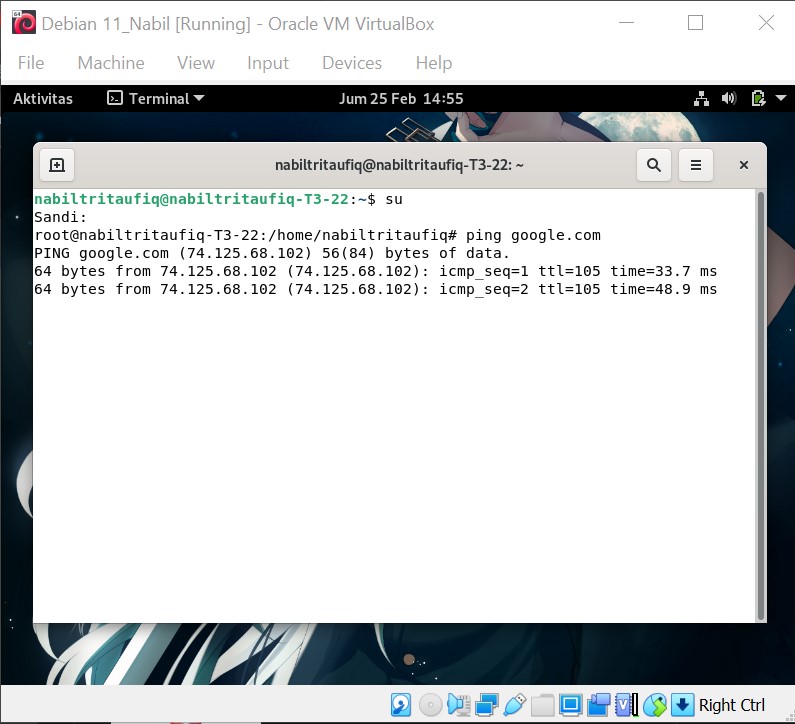 Debian 11_Nabil [Running] - Oracle VM VirtualBox
File Machine View Input Devices Help
Aktivitas Terminal Jum 25 Feb 14:55
nabiltritaufiq@nabiltritaufiq-T3-22: ~
nabiltritaufiq@nabiltritaufiq-T3-22:~$ su
Sandi:
root@nabiltritaufiq-T3-22:/home/nabiltritaufiq# ping google.com
PING google.com (74.125.68.102) 56(84) bytes of data.
64 bytes from 74.125.68.102 (74.125.68.102): icmp_seq=1 ttl=105 time=33.7 ms
64 bytes from 74.125.68.102 (74.125.68.102): icmp_seq=2 ttl=105 time=48.9 ms
Right Ctrl